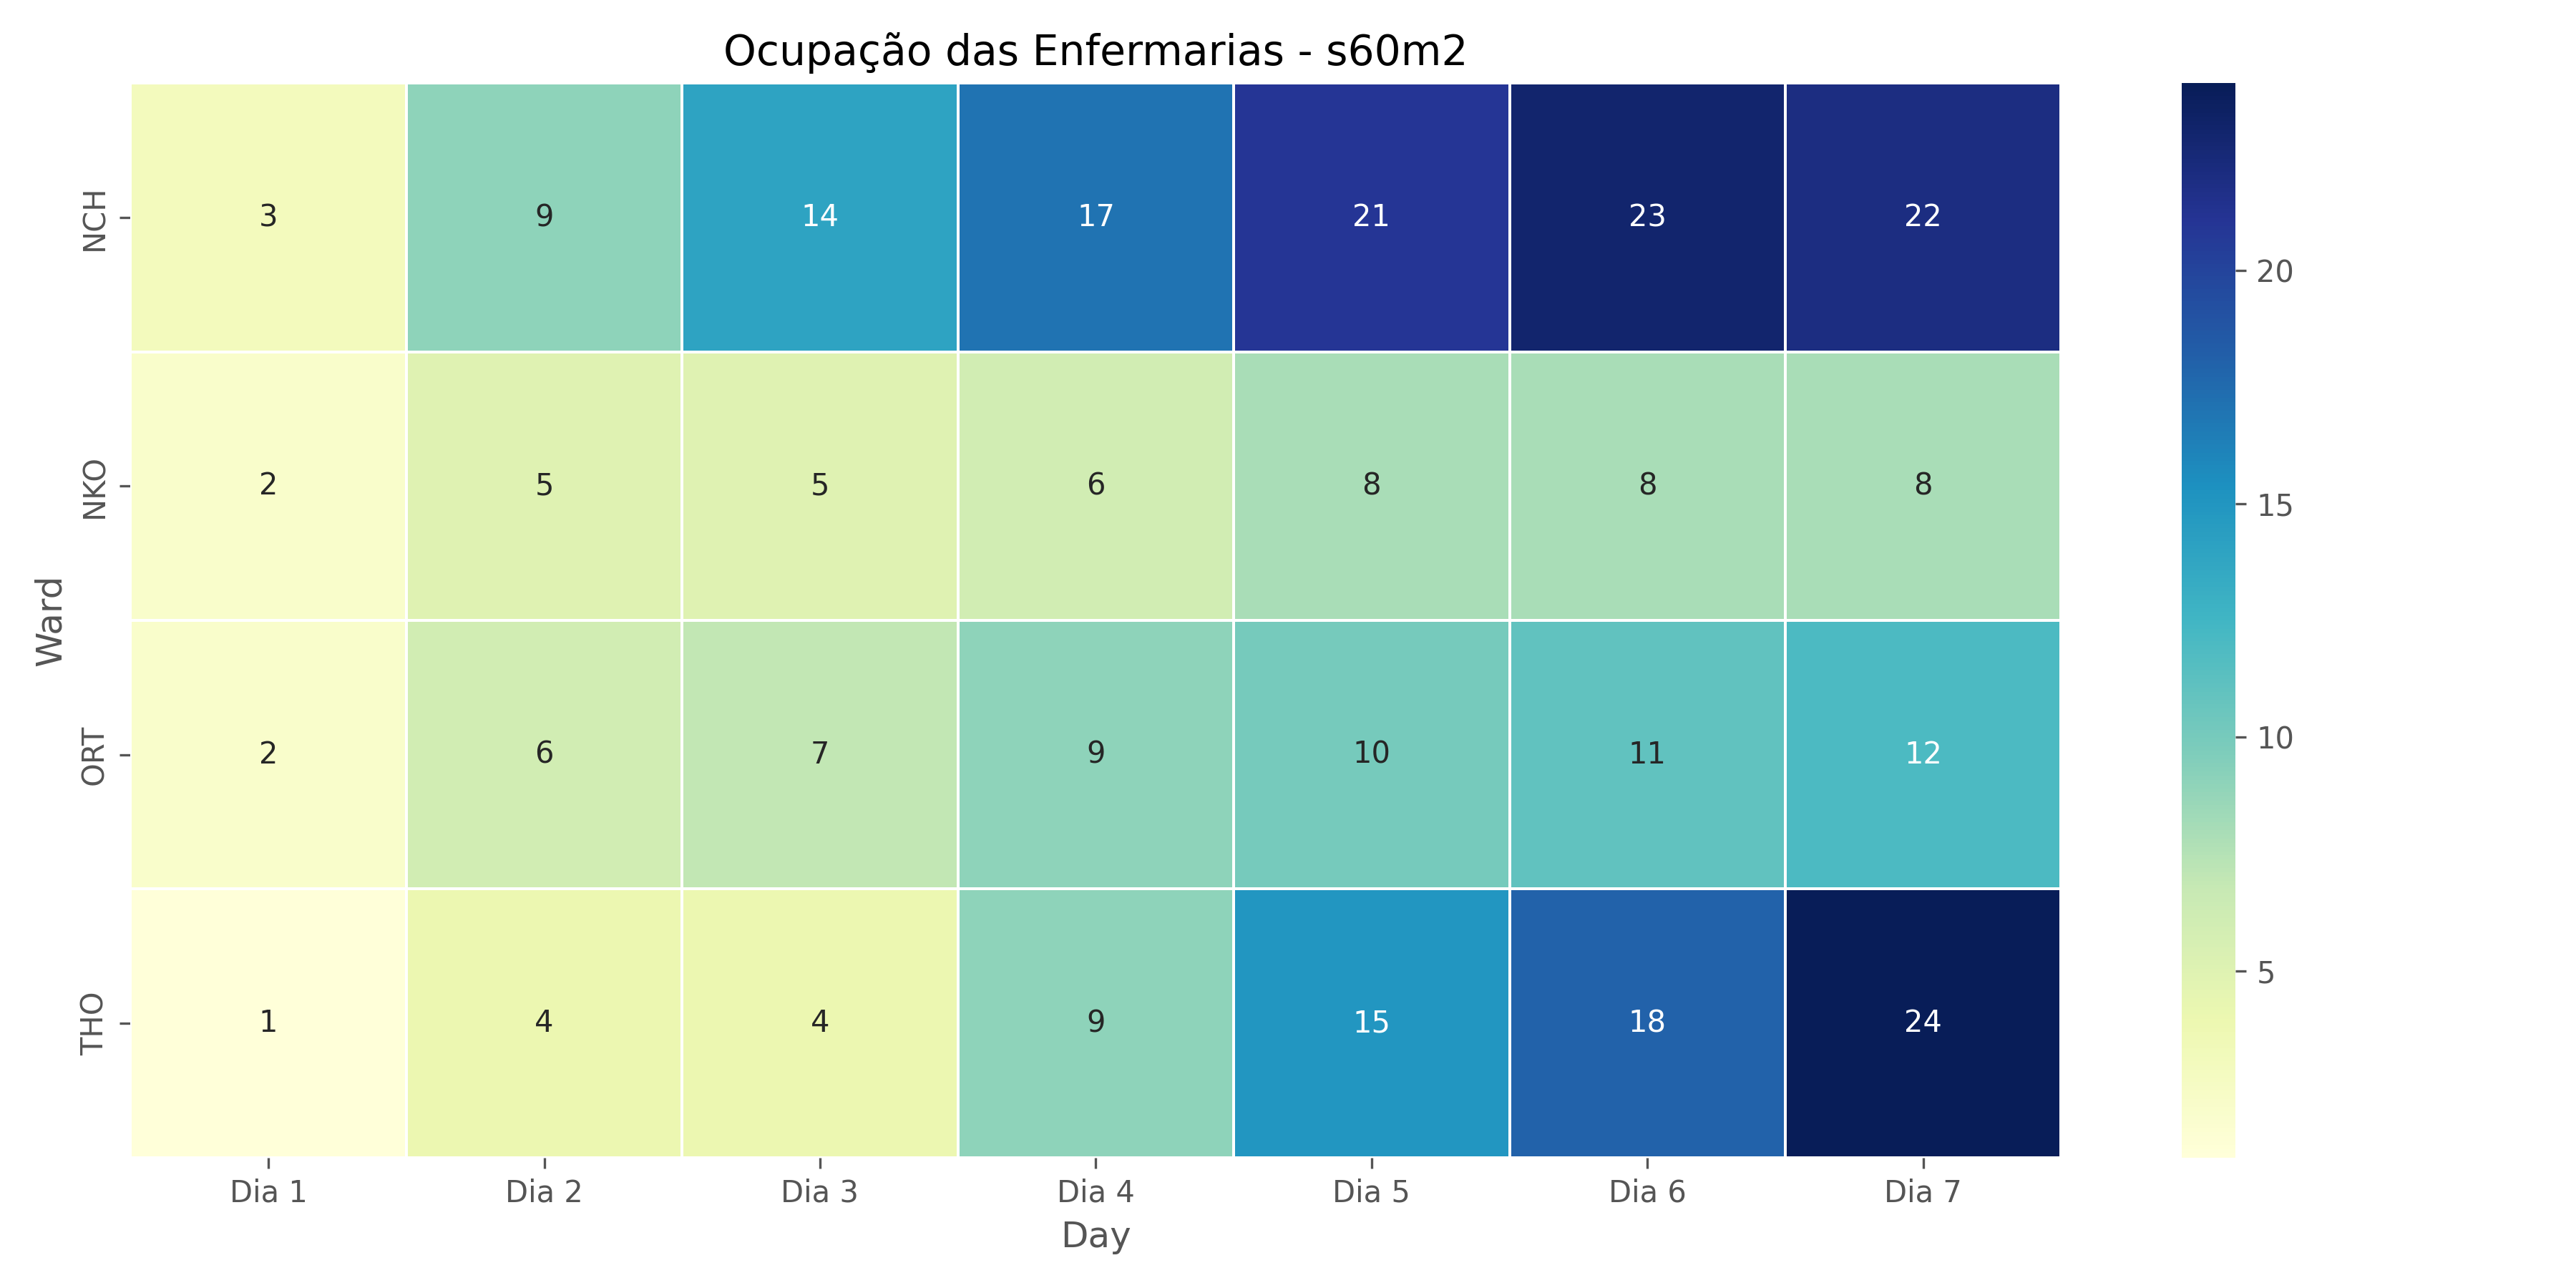 Ocupação das Enfermarias - s60m2
NCH 3 9 14 17 21 23 22
NKO 2 5 5 6 8 8 8
ORT 2 6 7 9 10 11 12
THO 1 4 4 9 15 18 24
Ward
Dia 1 Dia 2 Dia 3 Dia 4 Dia 5 Dia 6 Dia 7
Day
20
15
10
5